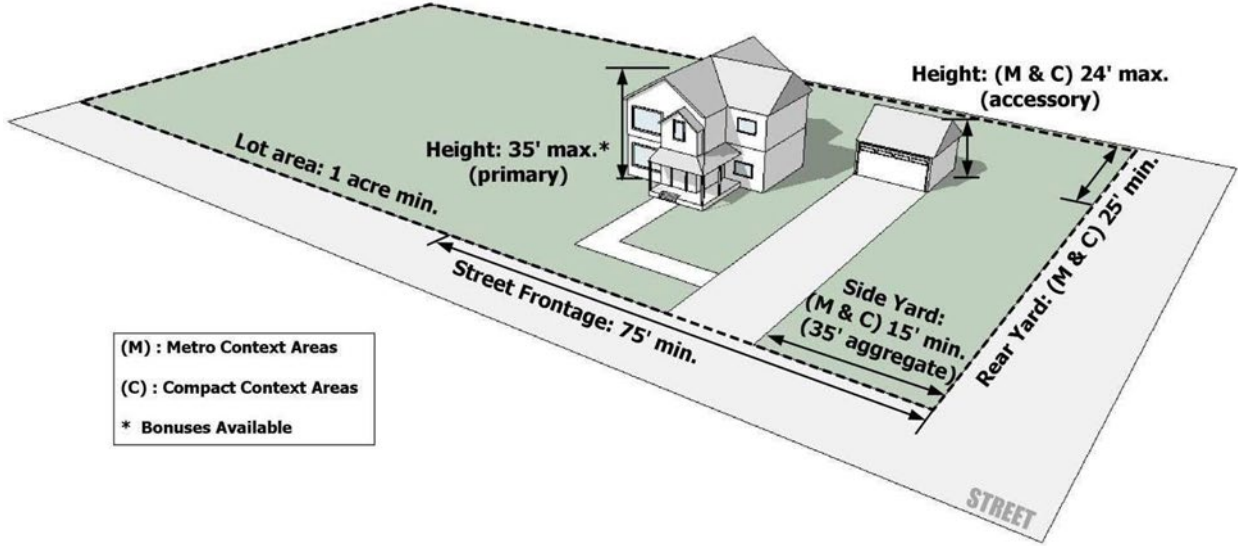 Height: (M & C) 24' max.
(accessory)
Height: 35' max.*
(primary)
Lot area: 1 acre min.
Street Frontage: 75' min.
Side Yard:
(M & C) 15' min.
(35' aggregate)
Rear Yard: (M & C) 25' min.
(M) : Metro Context Areas
(C) : Compact Context Areas
* Bonuses Available
STREET